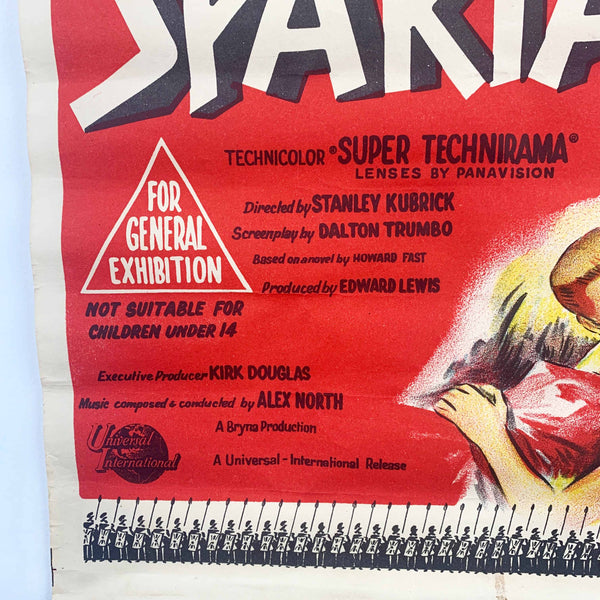 SPARTA
TECHNICOLOR ® SUPER TECHNIRAMA ®
LENSES BY PANAVISION
FOR
GENERAL
EXHIBITION
Directed by STANLEY KUBRICK
Screenplay by DALTON TRUMBO
Based on a novel by HOWARD FAST
Produced by EDWARD LEWIS
NOT SUITABLE FOR
CHILDREN UNDER 14
Executive Producer KIRK DOUGLAS
Music composed & conducted by ALEX NORTH
A Bryna Production
Universal
International
A Universal-International Release